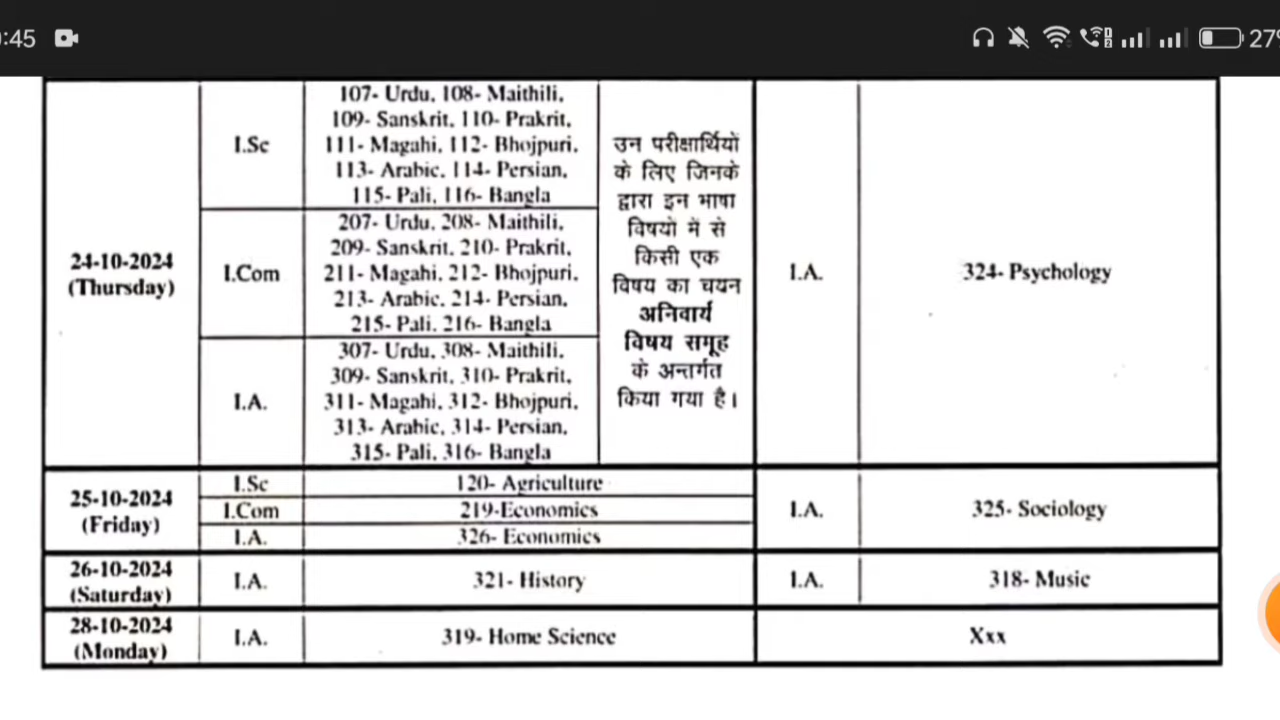 :45
27%
107- Urdu, 108- Maithili,
109- Sanskrit, 110- Prakrit,
I.Sc
111- Magahi, 112- Bhojpuri,
113- Arabic, 114- Persian,
115- Pali, 116- Bangla
24-10-2024
(Thursday)
207- Urdu, 208- Maithili,
209- Sanskrit, 210- Prakrit,
I.Com
211- Magahi, 212- Bhojpuri,
213- Arabic, 214- Persian,
215- Pali, 216- Bangla
307- Urdu, 308- Maithili,
309- Sanskrit, 310- Prakrit,
I.A.
311- Magahi, 312- Bhojpuri,
313- Arabic, 314- Persian,
315- Pali, 316- Bangla
उन परीक्षार्थियों
के लिए जिनके
द्वारा इन भाषा
विषयों में से
किसी एक
विषय का चयन
अनिवार्य
विषय समूह
के अन्तर्गत
किया गया है।
I.A.
324- Psychology
25-10-2024
(Friday)
I.Sc
120- Agriculture
I.Com
219-Economics
I.A.
326- Economics
I.A.
325- Sociology
26-10-2024
(Saturday)
I.A.
321- History
I.A.
318- Music
28-10-2024
(Monday)
I.A.
319- Home Science
Xxx